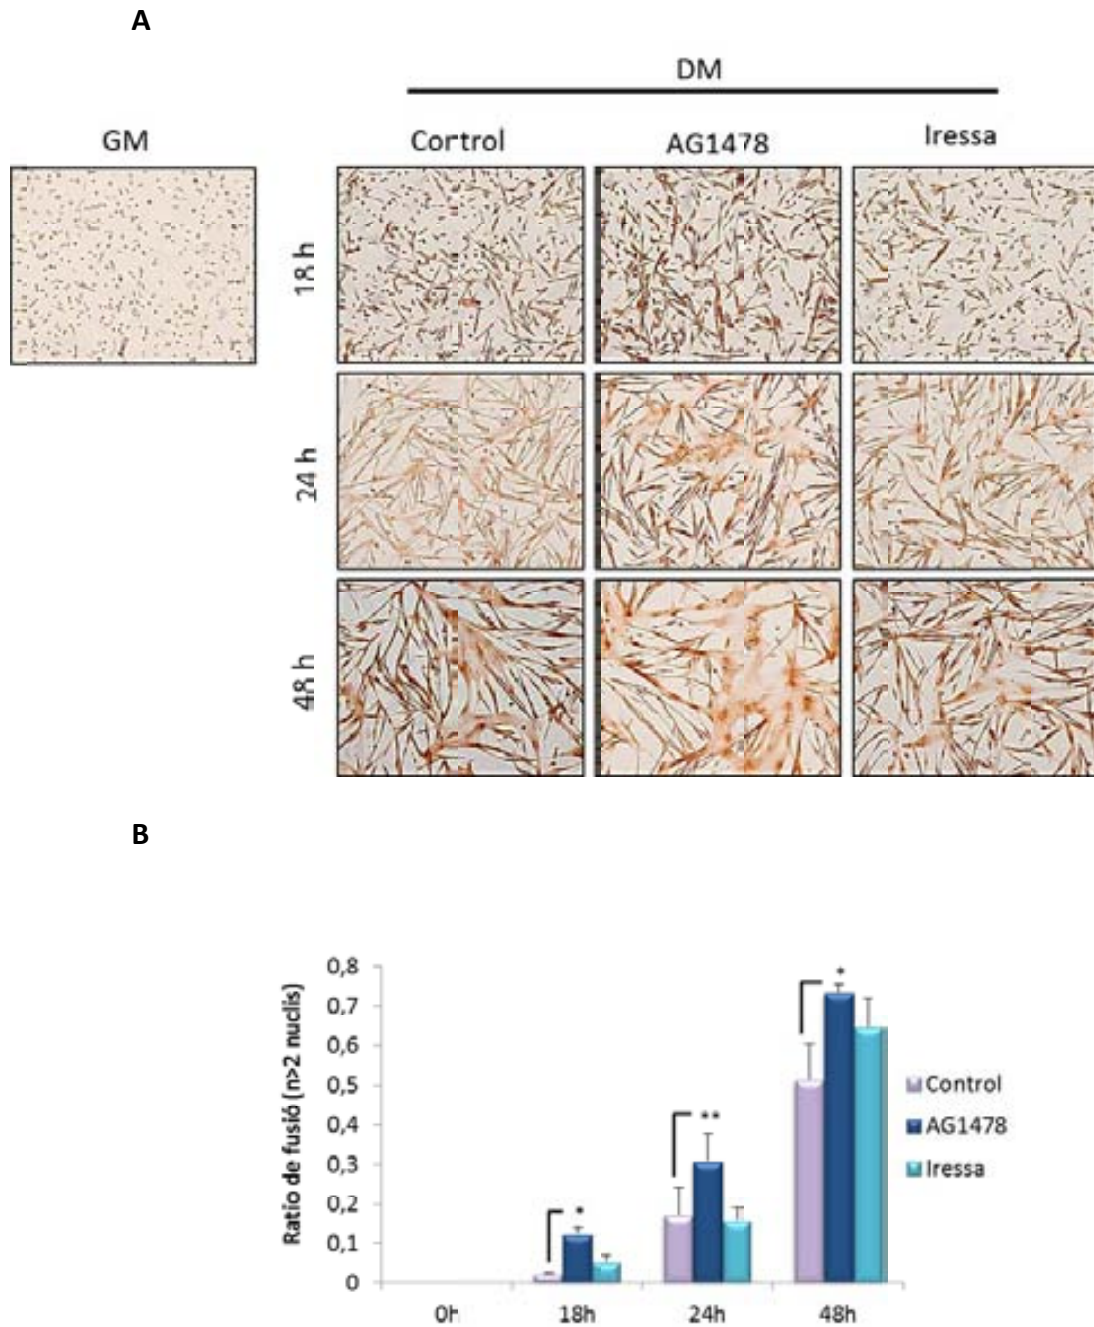 A
DM
GM
Control
AG1478
Iressa
18 h
24 h
48 h
B
Ratio de fusió (n>2 nuclis)
0,8
0,7
0,6
0,5
0,4
0,3
0,2
0,1
0
*
**
*
0h
18h
24h
48h
Control
AG1478
Iressa